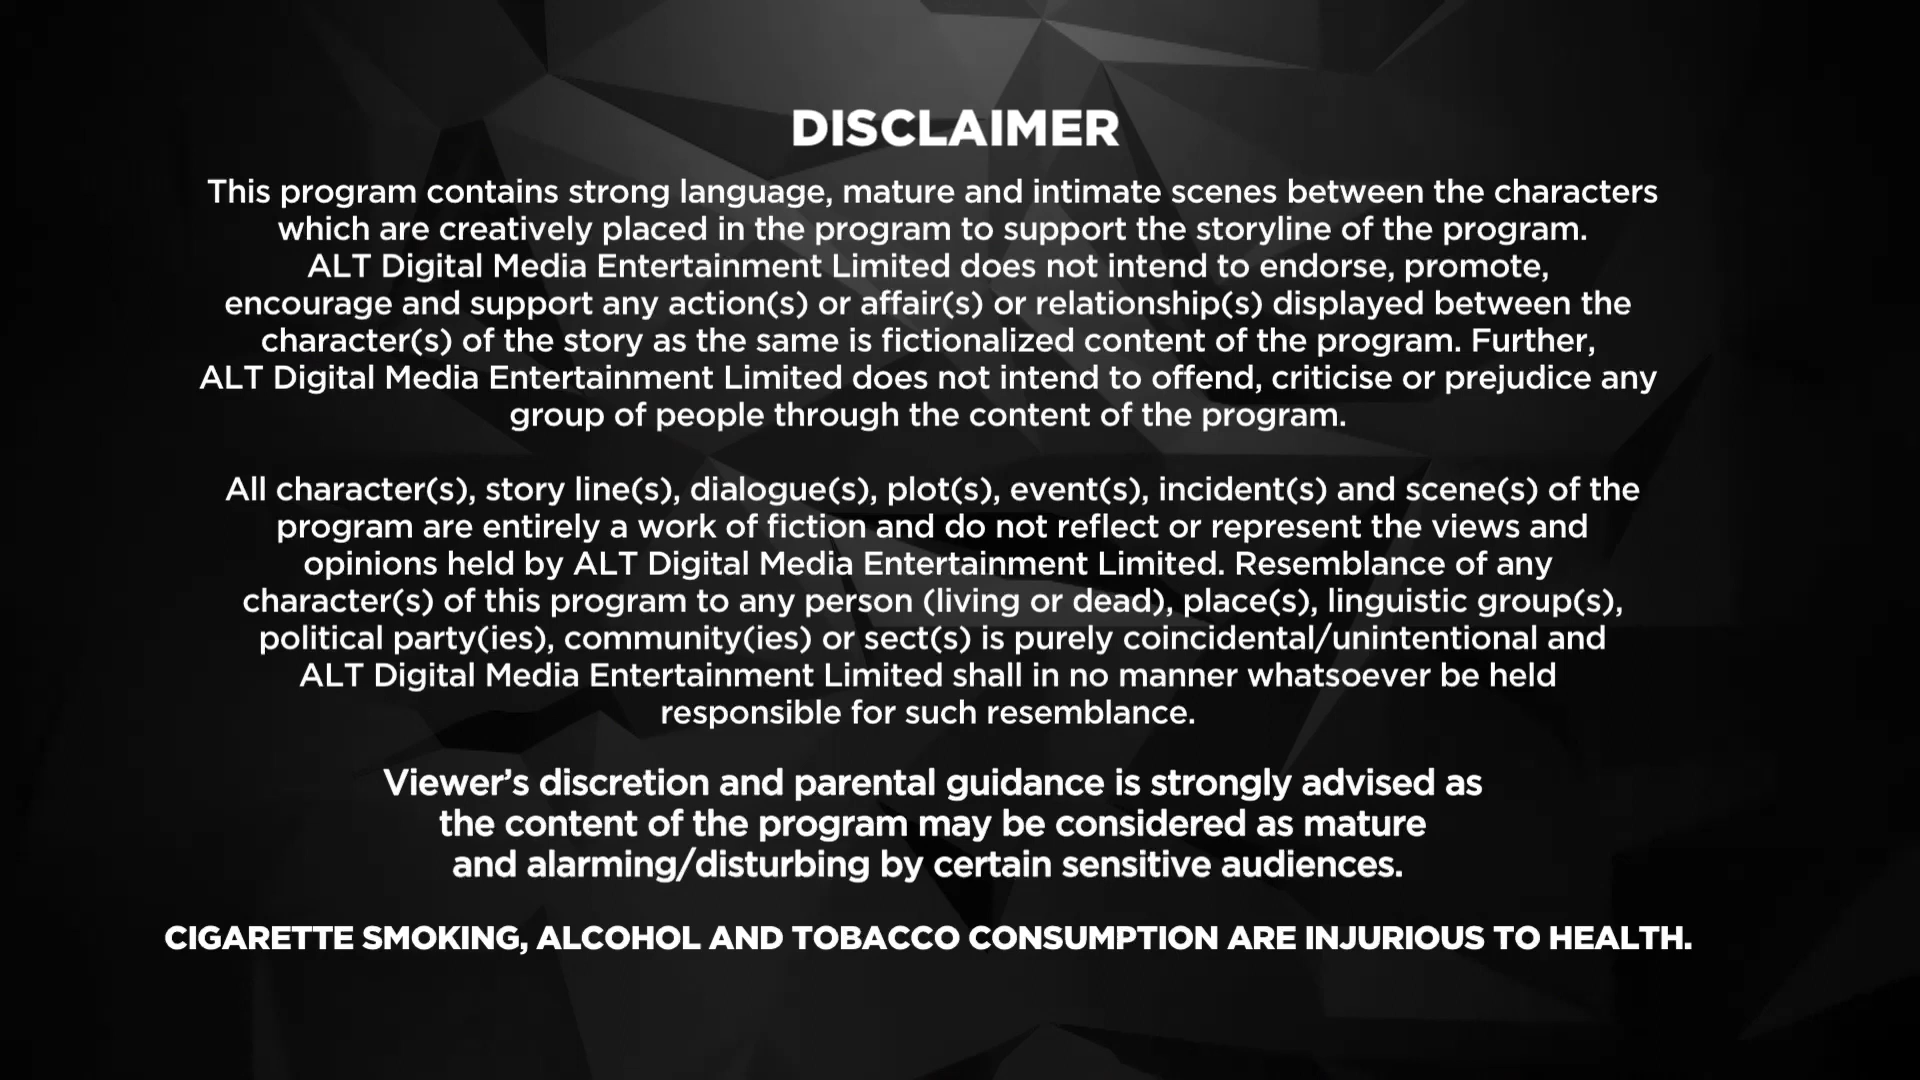 DISCLAIMER
This program contains strong language, mature and intimate scenes between the characters
which are creatively placed in the program to support the storyline of the program.
ALT Digital Media Entertainment Limited does not intend to endorse, promote,
encourage and support any action(s) or affair(s) or relationship(s) displayed between the
character(s) of the story as the same is fictionalized content of the program. Further,
ALT Digital Media Entertainment Limited does not intend to offend, criticise or prejudice any
group of people through the content of the program.
All character(s), story line(s), dialogue(s), plot(s), event(s), incident(s) and scene(s) of the
program are entirely a work of fiction and do not reflect or represent the views and
opinions held by ALT Digital Media Entertainment Limited. Resemblance of any
character(s) of this program to any person (living or dead), place(s), linguistic group(s),
political party(ies), community(ies) or sect(s) is purely coincidental/unintentional and
ALT Digital Media Entertainment Limited shall in no manner whatsoever be held
responsible for such resemblance.
Viewer’s discretion and parental guidance is strongly advised as
the content of the program may be considered as mature
and alarming/disturbing by certain sensitive audiences.
CIGARETTE SMOKING, ALCOHOL AND TOBACCO CONSUMPTION ARE INJURIOUS TO HEALTH.